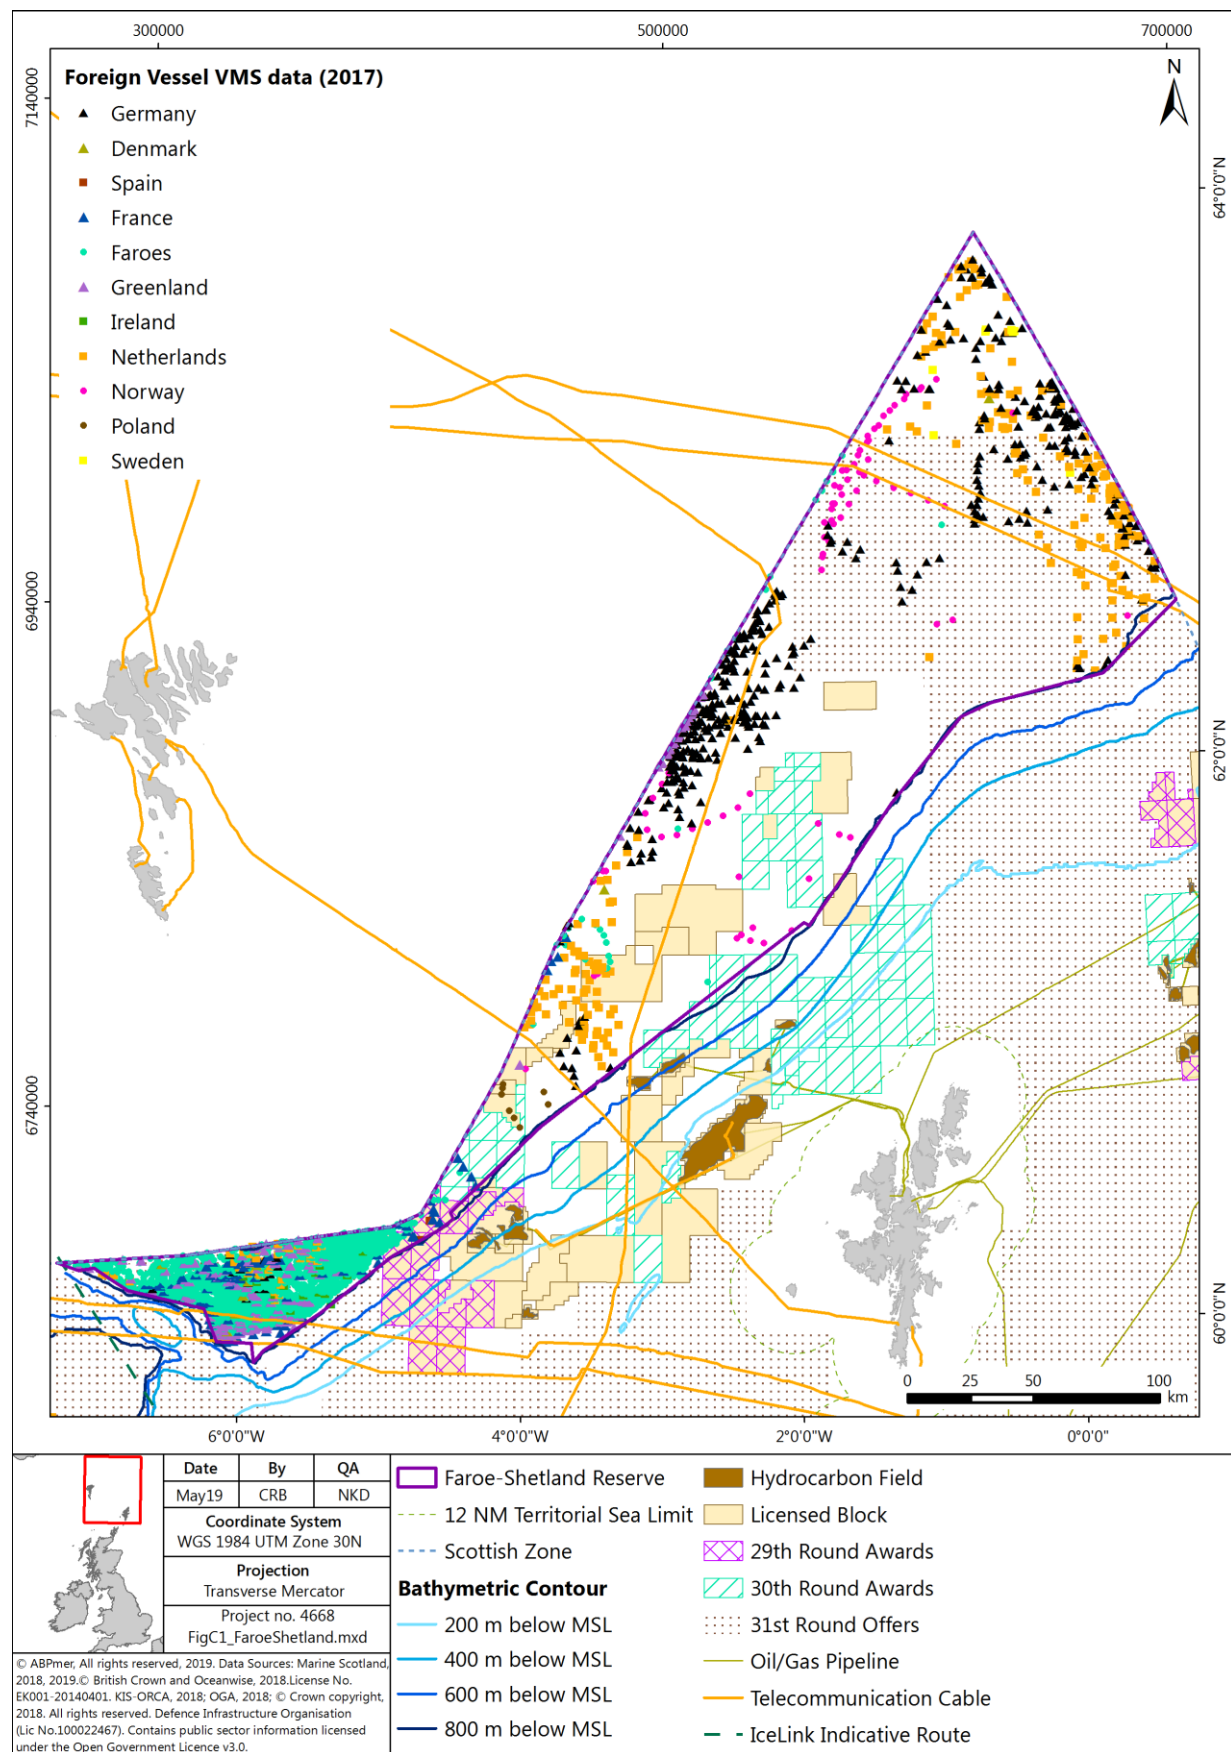 300000
500000
700000
Foreign Vessel VMS data (2017)
Germany
Denmark
Spain
France
Faroes
Greenland
Ireland
Netherlands
Norway
Poland
Sweden
N
7140000
6940000
6740000
64°0'0"N
62°0'0"N
60°0'0"N
0 25 50 100
km
6°0'0"W
4°0'0"W
2°0'0"W
0°0'0"
Date By QA
May19 CRB NKD
Coordinate System
WGS 1984 UTM Zone 30N
Projection
Transverse Mercator
Project no. 4668
FigC1_FaroeShetland.mxd
© ABPmer, All rights reserved, 2019. Data Sources: Marine Scotland,
2018, 2019.© British Crown and Oceanwise, 2018.License No.
EK001-20140401. KIS-ORCA, 2018; OGA, 2018; © Crown copyright,
2018. All rights reserved. Defence Infrastructure Organisation
(Lic No.100022467). Contains public sector information licensed
under the Open Government Licence v3.0.
Faroe-Shetland Reserve
12 NM Territorial Sea Limit
Scottish Zone
Bathymetric Contour
200 m below MSL
400 m below MSL
600 m below MSL
800 m below MSL
Hydrocarbon Field
Licensed Block
29th Round Awards
30th Round Awards
31st Round Offers
Oil/Gas Pipeline
Telecommunication Cable
IceLink Indicative Route